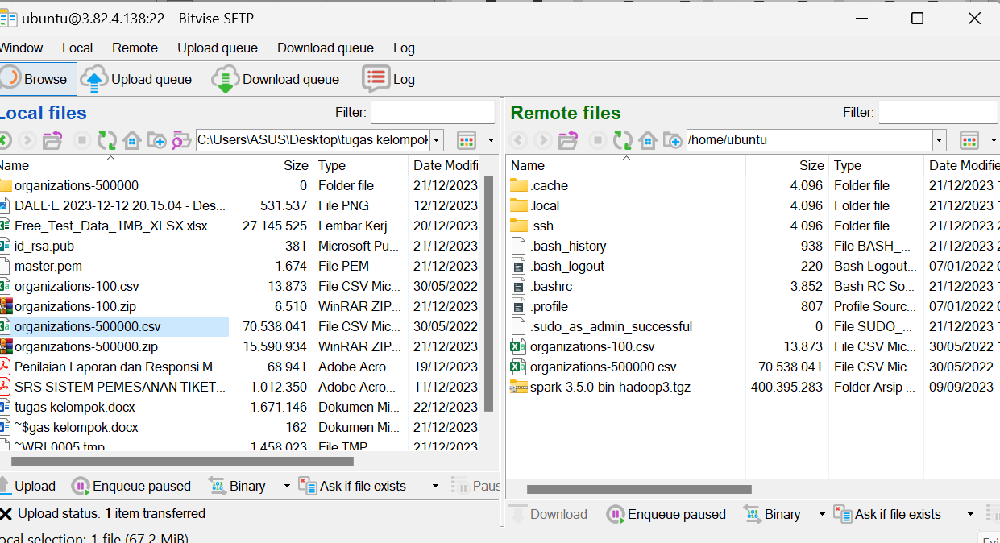 ubuntu@3.82.4.138:22 - Bitvise SFTP
Window Local Remote Upload queue Download queue Log
Browse Upload queue Download queue Log
Local files Filter:
C:\Users\ASUS\Desktop\tugas kelompok
Name Size Type Date Modifi
organizations-500000 0 Folder file 21/12/2023
DALL·E 2023-12-12 20.15.04 - Des... 531.537 File PNG 12/12/2023
Free_Test_Data_1MB_XLSX.xlsx 27.145.525 Lembar Kerj... 20/12/2023
id_rsa.pub 381 Microsoft Pu... 21/12/2023
master.pem 1.674 File PEM 21/12/2023
organizations-100.csv 13.873 File CSV Mic... 30/05/2022
organizations-100.zip 6.510 WinRAR ZIP... 21/12/2023
organizations-500000.csv 70.538.041 File CSV Mic... 30/05/2022
organizations-500000.zip 15.590.934 WinRAR ZIP... 21/12/2023
Penilaian Laporan dan Responsi M... 68.941 Adobe Acro... 19/12/2023
SRS SISTEM PEMESANAN TIKET... 1.012.350 Adobe Acro... 11/12/2023
tugas kelompok.docx 1.671.146 Dokumen Mi... 22/12/2023
~$gas kelompok.docx 162 Dokumen Mi... 21/12/2023
~WRL0005.tmp 1.458.023 File TMP 21/12/2023
Upload Enqueue paused Binary Ask if file exists Paus
Upload status: 1 item transferred
ocal selection: 1 file (67,2 MiB)
Remote files Filter:
/home/ubuntu
Name Size Type Date Modifie
.cache 4.096 Folder file 21/12/2023 1
.local 4.096 Folder file 21/12/2023 1
.ssh 4.096 Folder file 21/12/2023 2
.bash_history 938 File BASH_... 21/12/2023 2
.bash_logout 220 Bash Logout... 07/01/2022 0
.bashrc 3.852 Bash RC So... 21/12/2023 1
.profile 807 Profile Sourc... 07/01/2022 0
.sudo_as_admin_successful 0 File SUDO_... 21/12/2023 1
organizations-100.csv 13.873 File CSV Mic... 30/05/2022 1
organizations-500000.csv 70.538.041 File CSV Mic... 30/05/2022 1
spark-3.5.0-bin-hadoop3.tgz 400.395.283 Folder Arsip ... 09/09/2023 1
Download Enqueue paused Binary Ask if file exists